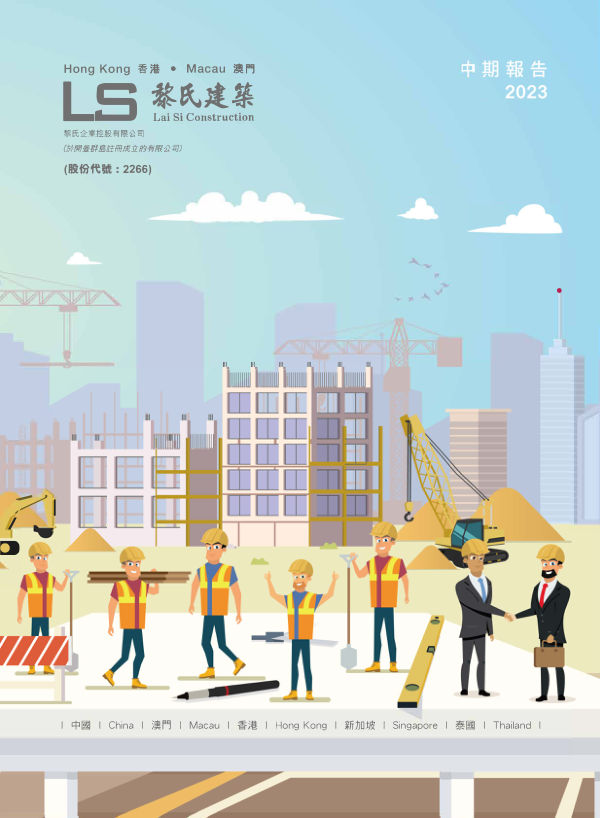 Hong Kong 香港 • Macau 澳門
LS 黎氏建築
Lai Si Construction
黎氏企業控股有限公司
(於開曼群島註冊成立的有限公司)
(股份代號：2266)
中期報告
2023
| 中國 | China | 澳門 | Macau | 香港 | Hong Kong | 新加坡 | Singapore | 泰國 | Thailand |